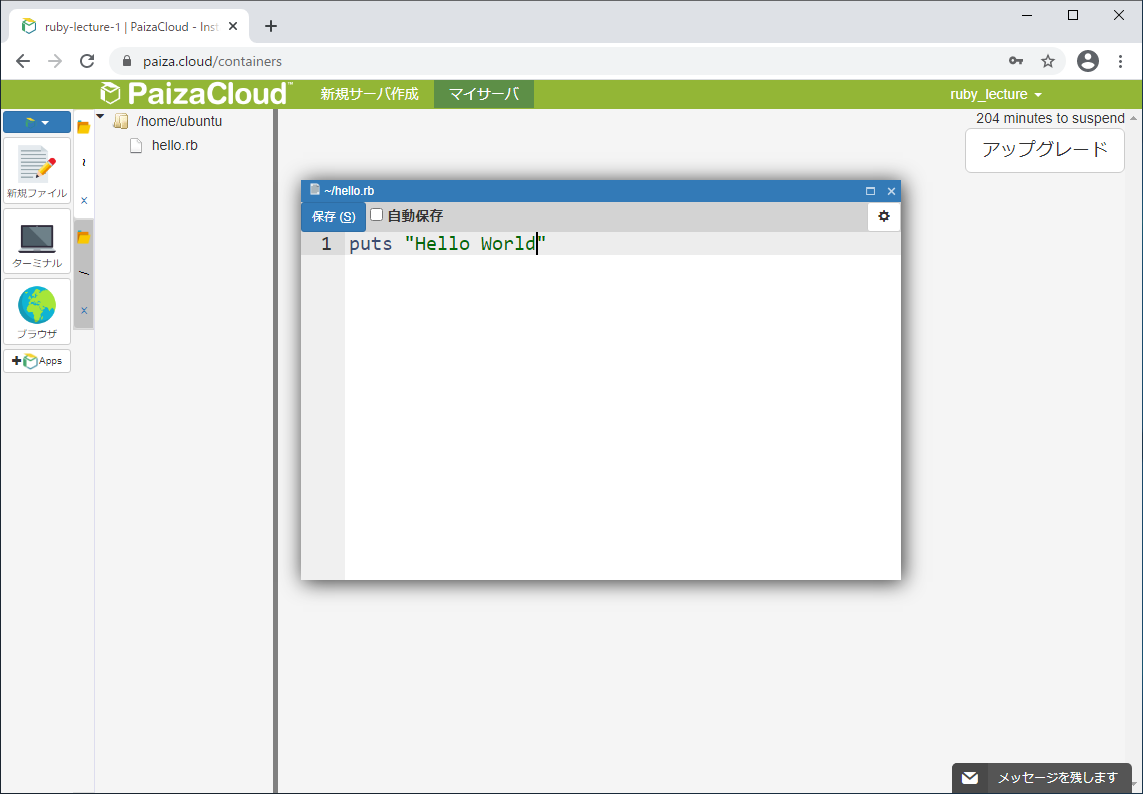 ruby-lecture-1 | PaizaCloud - Inst
paiza.cloud/containers
PaizaCloud
新規サーバ作成
マイサーバ
ruby_lecture
204 minutes to suspend
アップグレード
/home/ubuntu
hello.rb
新規ファイル
ターミナル
ブラウザ
Apps
~
x
/
x
~/hello.rb
保存 (S)
自動保存
1 puts "Hello World"
メッセージを残します